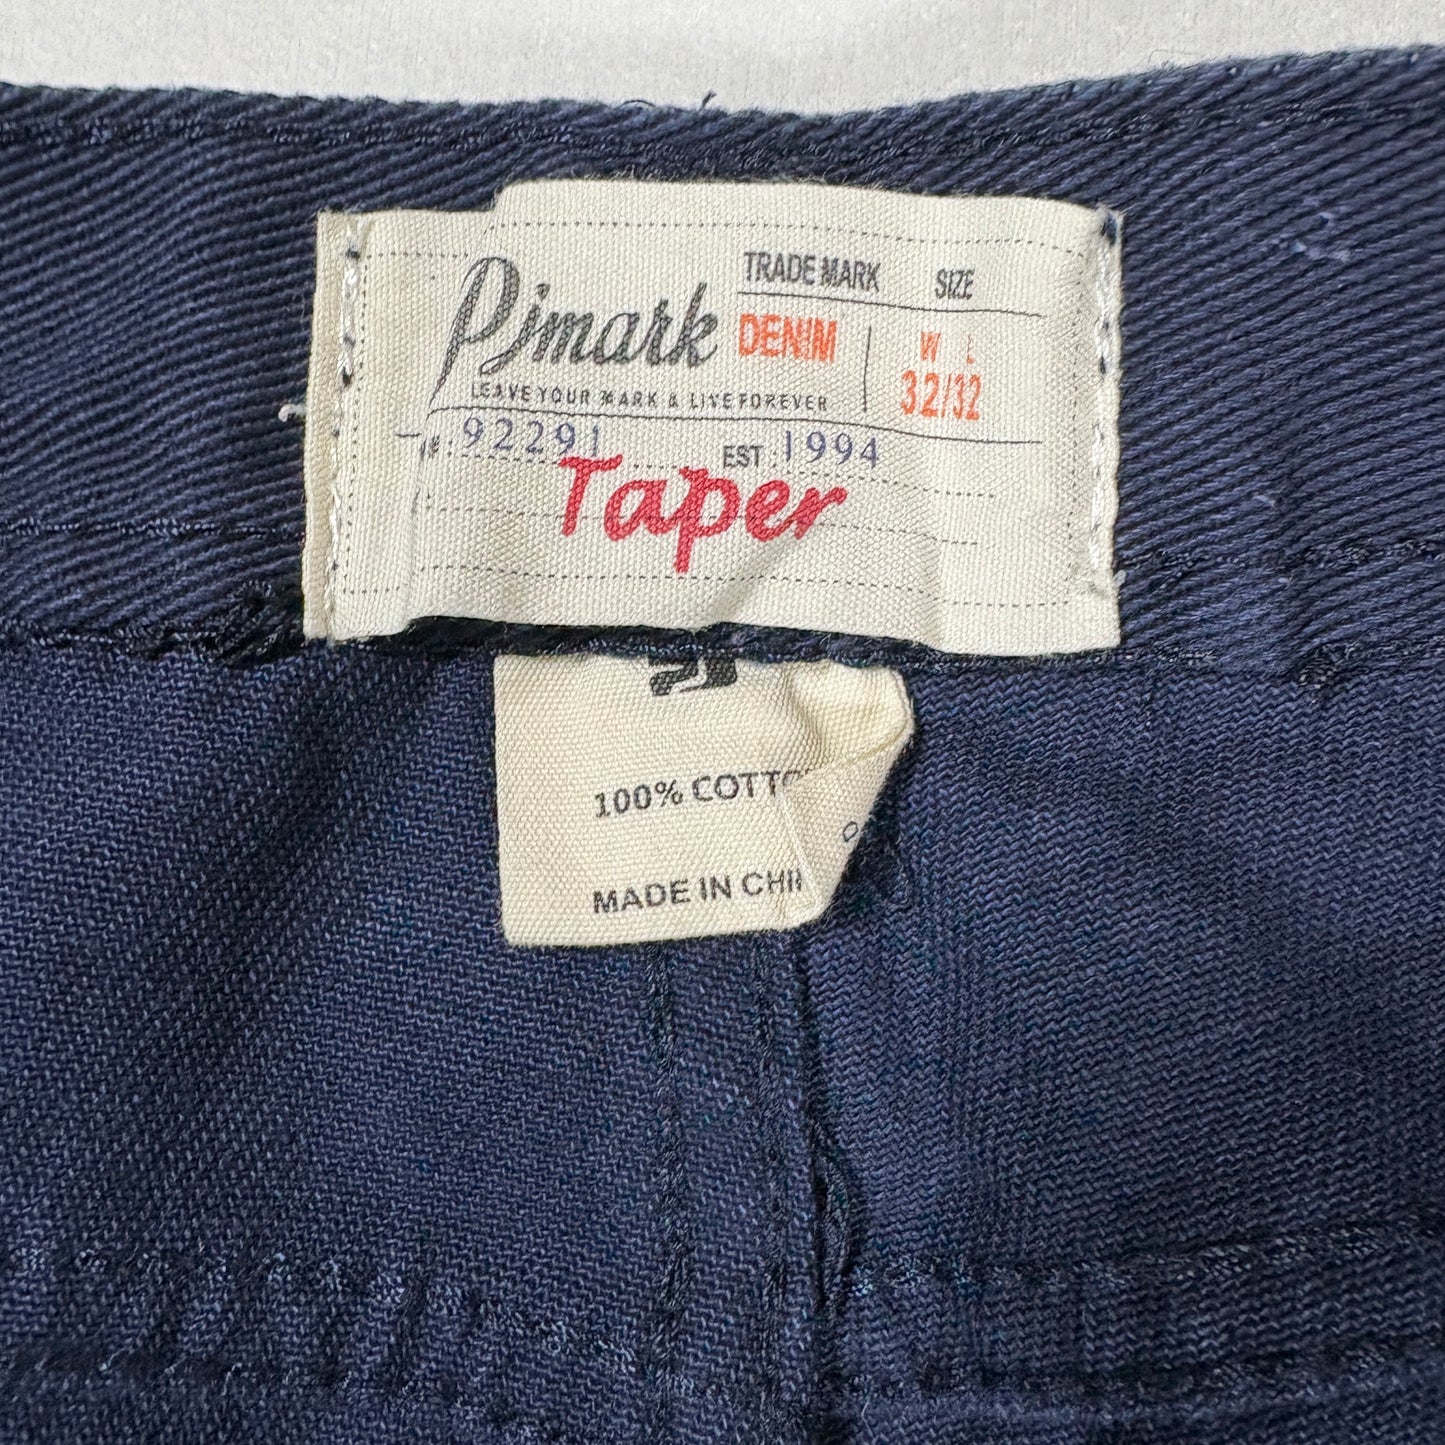 TRADE MARK SIZE
Pjmark DENIM W L
32/32
LEAVE YOUR MARK & LIVE FOREVER
92291 EST 1994
Taper
100% COTTO
MADE IN CHI